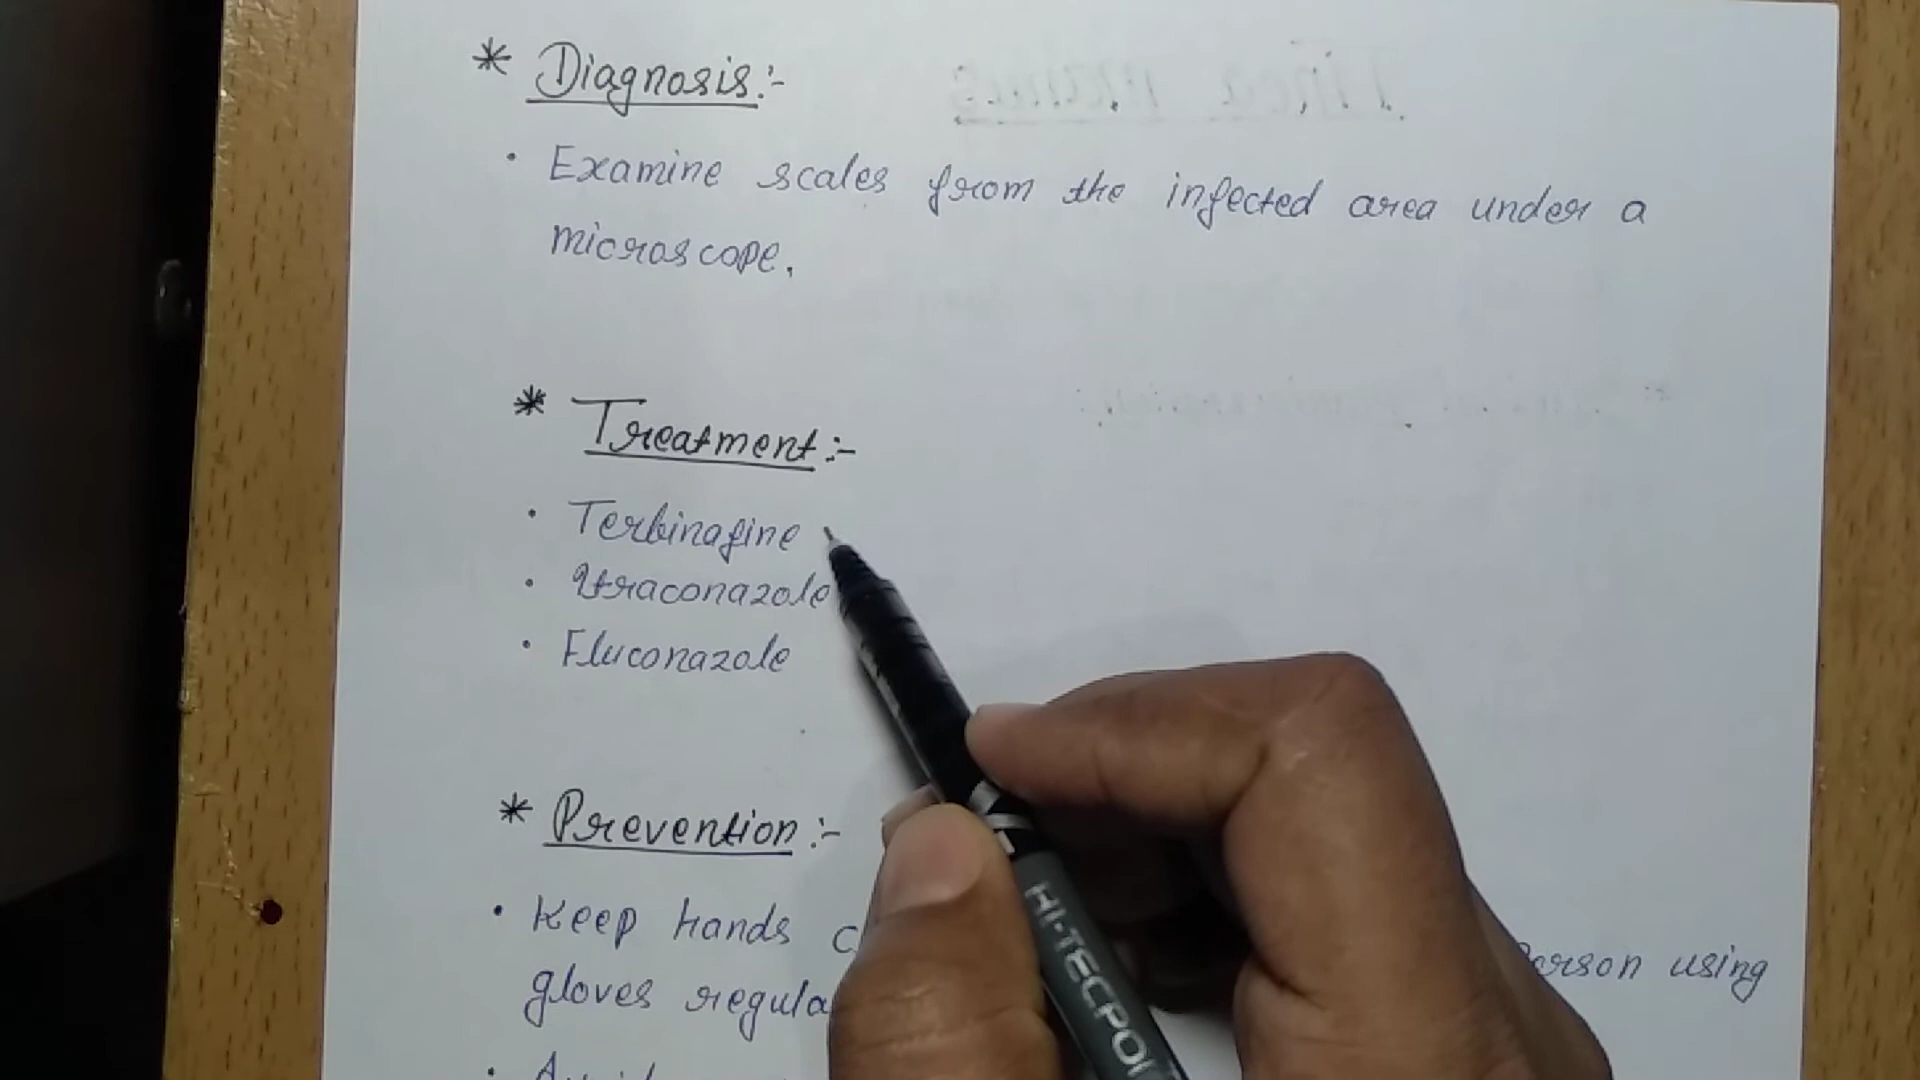 * Diagnosis:-
• Examine scales from the infected area under a
microscope.
* Treatment:-
• Terbinafine
• Itraconazole
• Fluconazole
* Prevention:-
• Keep hands person using
gloves
HI-TECPOINT